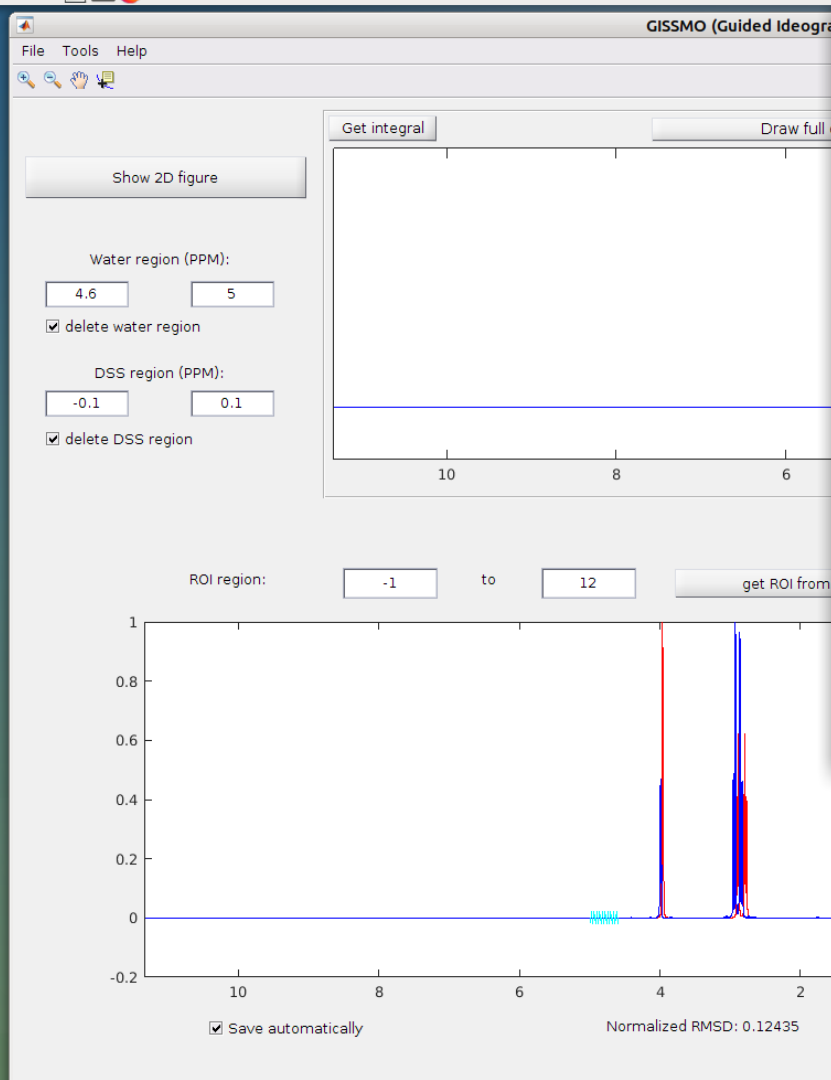 GISSMO (Guided Ideogra
File Tools Help
Get integral
Draw full
Show 2D figure
Water region (PPM):
4.6 5
delete water region
DSS region (PPM):
-0.1 0.1
delete DSS region
10 8 6
ROI region: -1 to 12 get ROI from
1
0.8
0.6
0.4
0.2
0
-0.2
10 8 6 4 2
Save automatically
Normalized RMSD: 0.12435